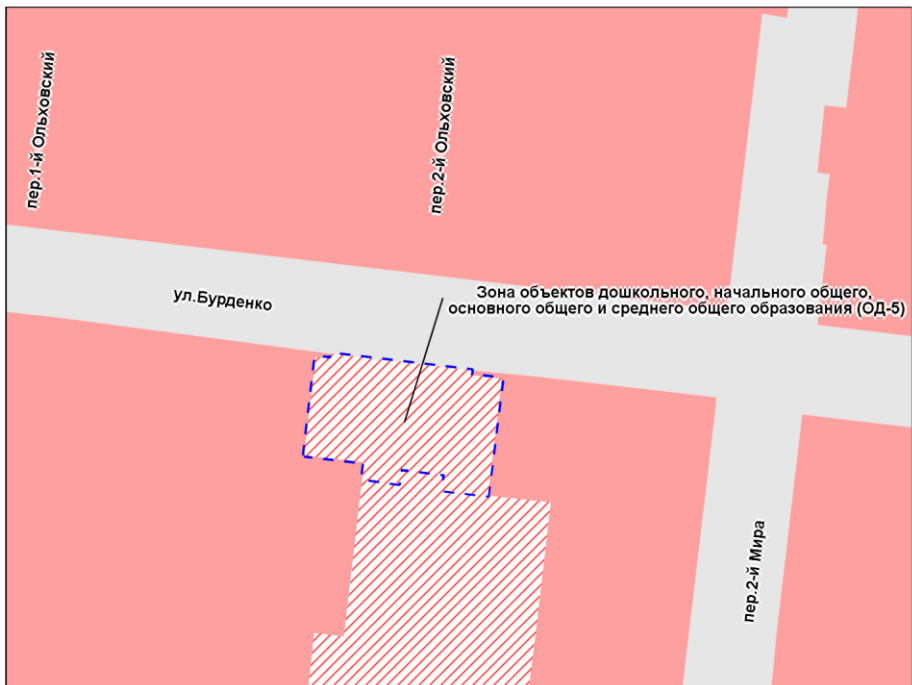 пер.1-й Ольховский
пер.2-й Ольховский
ул.Бурденко
Зона объектов дошкольного, начального общего,
основного общего и среднего общего образования (ОД-5)
пер.2-й Мира